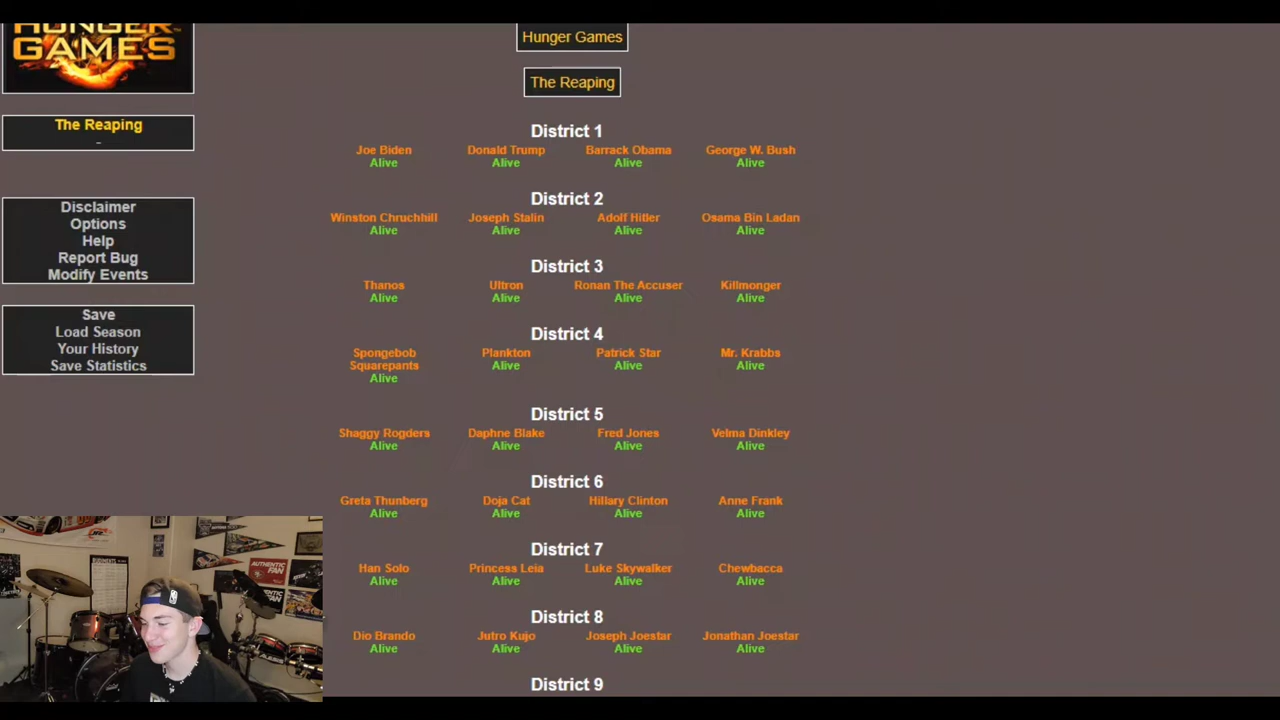 HUNGER
GAMES
The Reaping
-
Disclaimer
Options
Help
Report Bug
Modify Events
Save
Load Season
Your History
Save Statistics
Hunger Games
The Reaping
District 1
Joe Biden Donald Trump Barrack Obama George W. Bush
Alive Alive Alive Alive
District 2
Winston Chruchhill Joseph Stalin Adolf Hitler Osama Bin Ladan
Alive Alive Alive Alive
District 3
Thanos Ultron Ronan The Accuser Killmonger
Alive Alive Alive Alive
District 4
Spongebob Plankton Patrick Star Mr. Krabbs
Squarepants Alive Alive Alive
Alive
District 5
Shaggy Rogders Daphne Blake Fred Jones Velma Dinkley
Alive Alive Alive Alive
District 6
Greta Thunberg Doja Cat Hillary Clinton Anne Frank
Alive Alive Alive Alive
District 7
Han Solo Princess Leia Luke Skywalker Chewbacca
Alive Alive Alive Alive
District 8
Dio Brando Jutro Kujo Joseph Joestar Jonathan Joestar
Alive Alive Alive Alive
District 9
AUTHENTIC
FAN